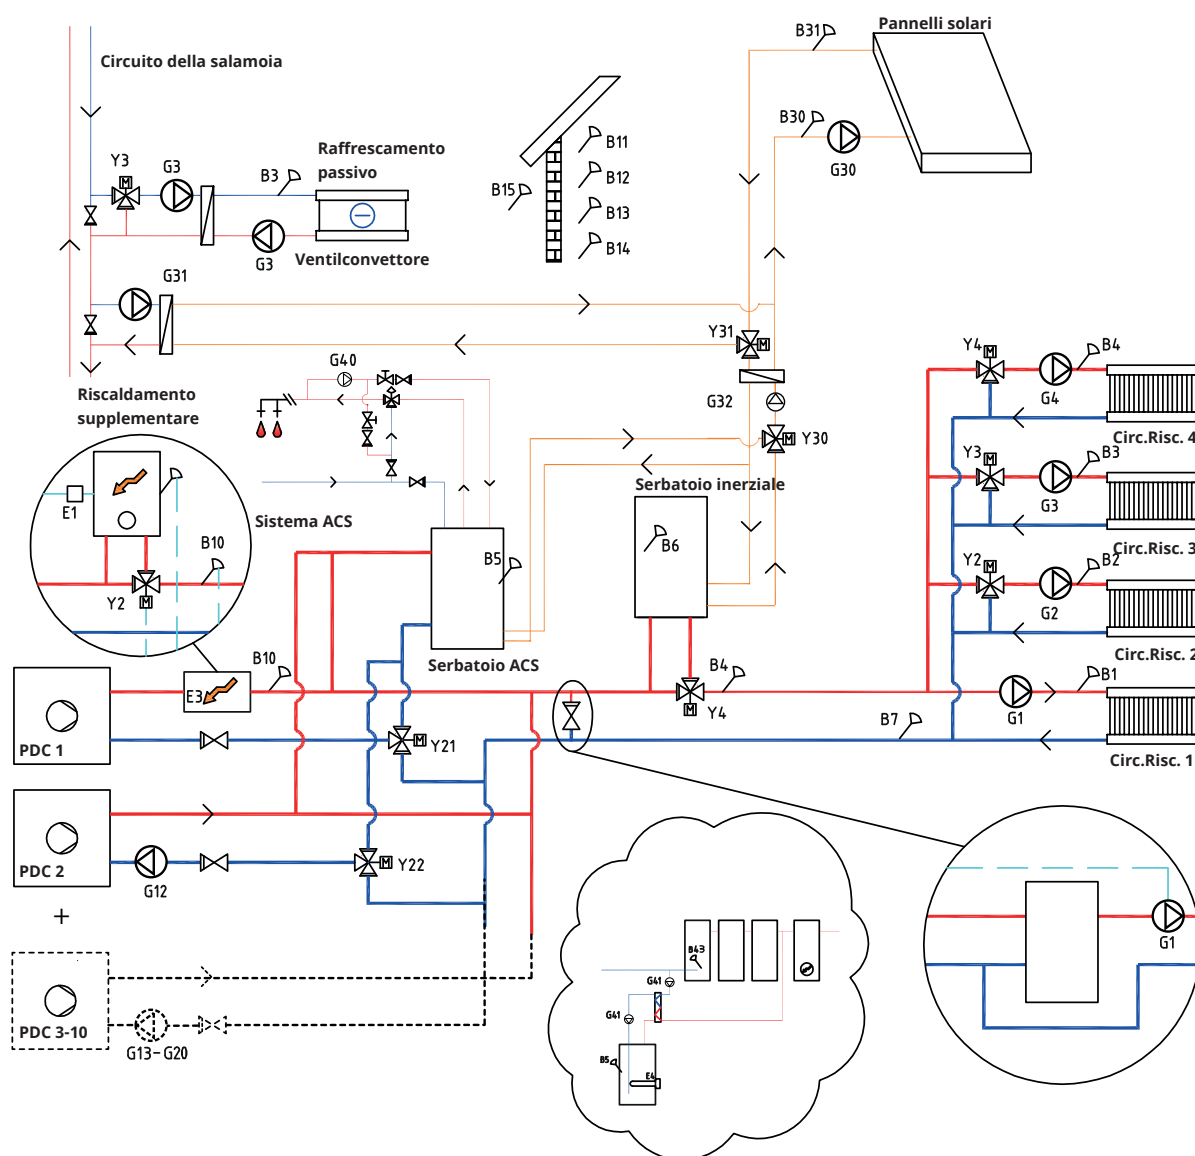 Pannelli solari
B31
Circuito della salamoia
B30
G30
B11
B12
B13
B14
B15
Raffrescamento
passivo
Y3
G3
B3
G3
Ventilconvettore
G31
Y31
G40
G32
Y30
Riscaldamento
supplementare
E1
B10
Y2
M
Sistema ACS
Serbatoio inerziale
B5
B6
Serbatoio ACS
Y4
B4
G4
Circ.Risc. 4
Y3
B3
G3
Circ.Risc. 3
Y2
B2
G2
Circ.Risc. 2
B10
E3
B4
Y4
M
G1
B1
B7
Circ.Risc. 1
PDC 1
Y21
M
PDC 2
G12
Y22
M
+
PDC 3-10
G13-G20
B43
G41
G41
B5
E4
G1